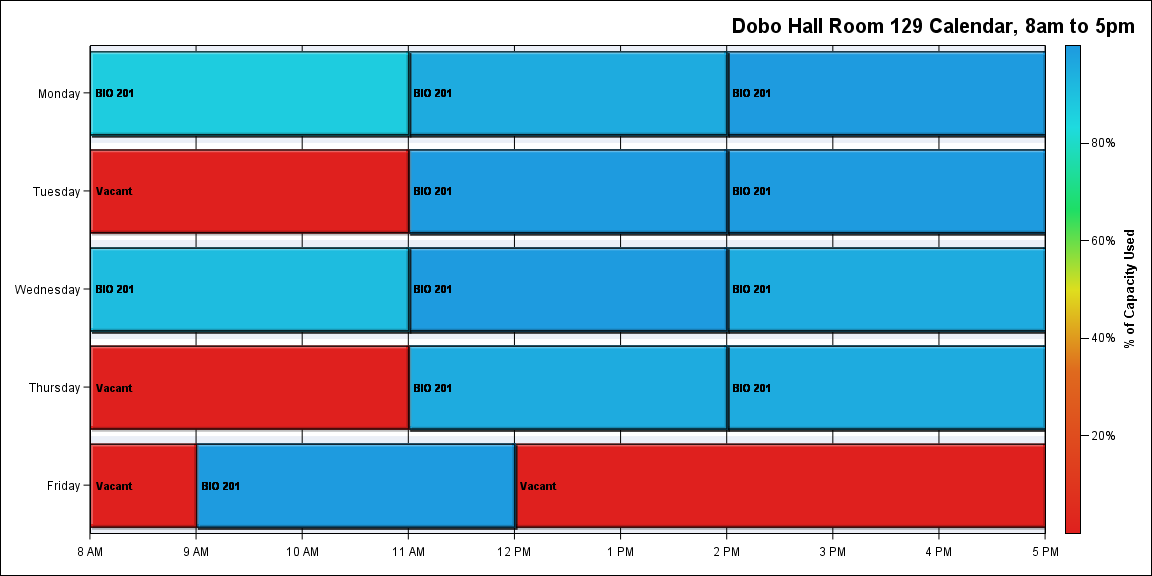 Dobo Hall Room 129 Calendar, 8am to 5pm
Monday
BIO 201
BIO 201
BIO 201
80%
Tuesday
Vacant
BIO 201
BIO 201
60%
% of Capacity Used
Wednesday
BIO 201
BIO 201
BIO 201
40%
Thursday
Vacant
BIO 201
BIO 201
20%
Friday
Vacant
BIO 201
Vacant
8 AM
9 AM
10 AM
11 AM
12 PM
1 PM
2 PM
3 PM
4 PM
5 PM